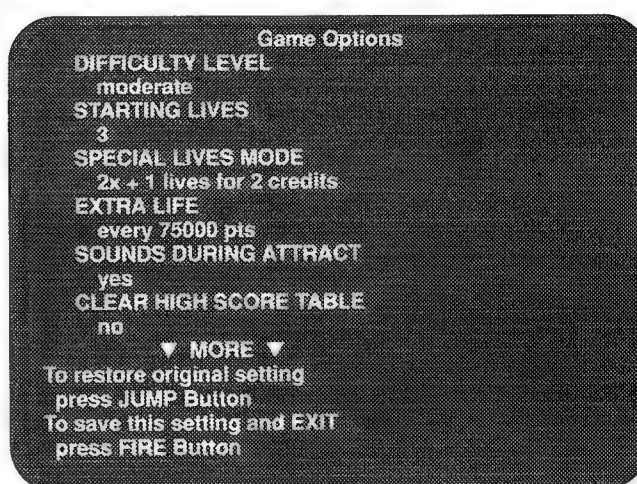 Game Options
DIFFICULTY LEVEL
moderate
STARTING LIVES
3
SPECIAL LIVES MODE
2x + 1 lives for 2 credits
EXTRA LIFE
every 75000 pts
SOUNDS DURING ATTRACT
yes
CLEAR HIGH SCORE TABLE
no
▼ MORE ▼
To restore original setting
press JUMP Button
To save this setting and EXIT
press FIRE Button